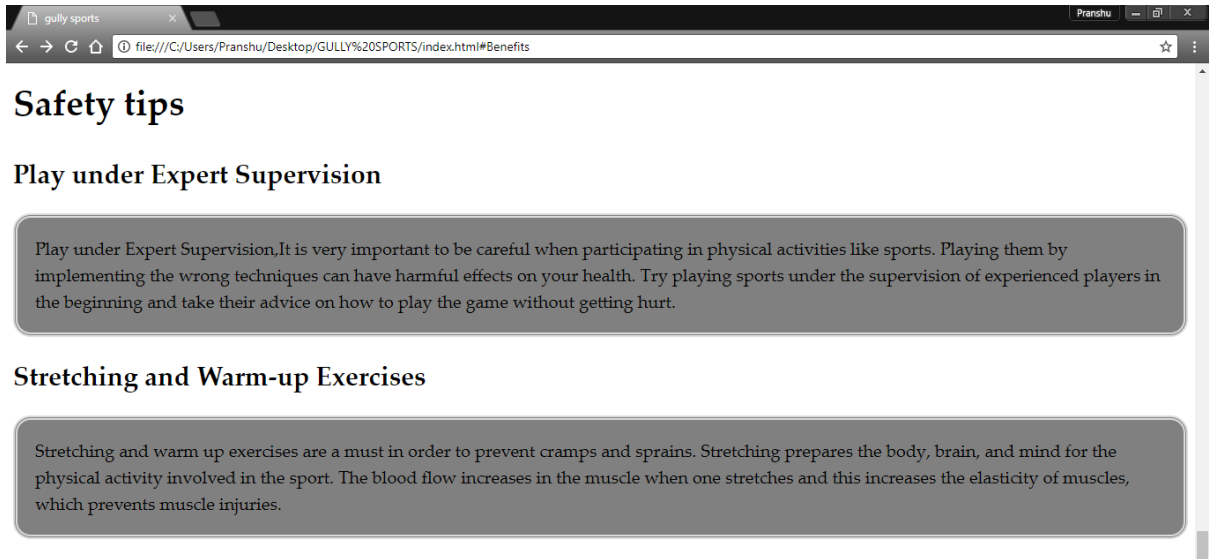 gully sports
Pranshu
file:///C:/Users/Pranshu/Desktop/GULLY%20SPORTS/index.html#Benefits
Safety tips
Play under Expert Supervision
Play under Expert Supervision,It is very important to be careful when participating in physical activities like sports. Playing them by
implementing the wrong techniques can have harmful effects on your health. Try playing sports under the supervision of experienced players in
the beginning and take their advice on how to play the game without getting hurt.
Stretching and Warm-up Exercises
Stretching and warm up exercises are a must in order to prevent cramps and sprains. Stretching prepares the body, brain, and mind for the
physical activity involved in the sport. The blood flow increases in the muscle when one stretches and this increases the elasticity of muscles,
which prevents muscle injuries.